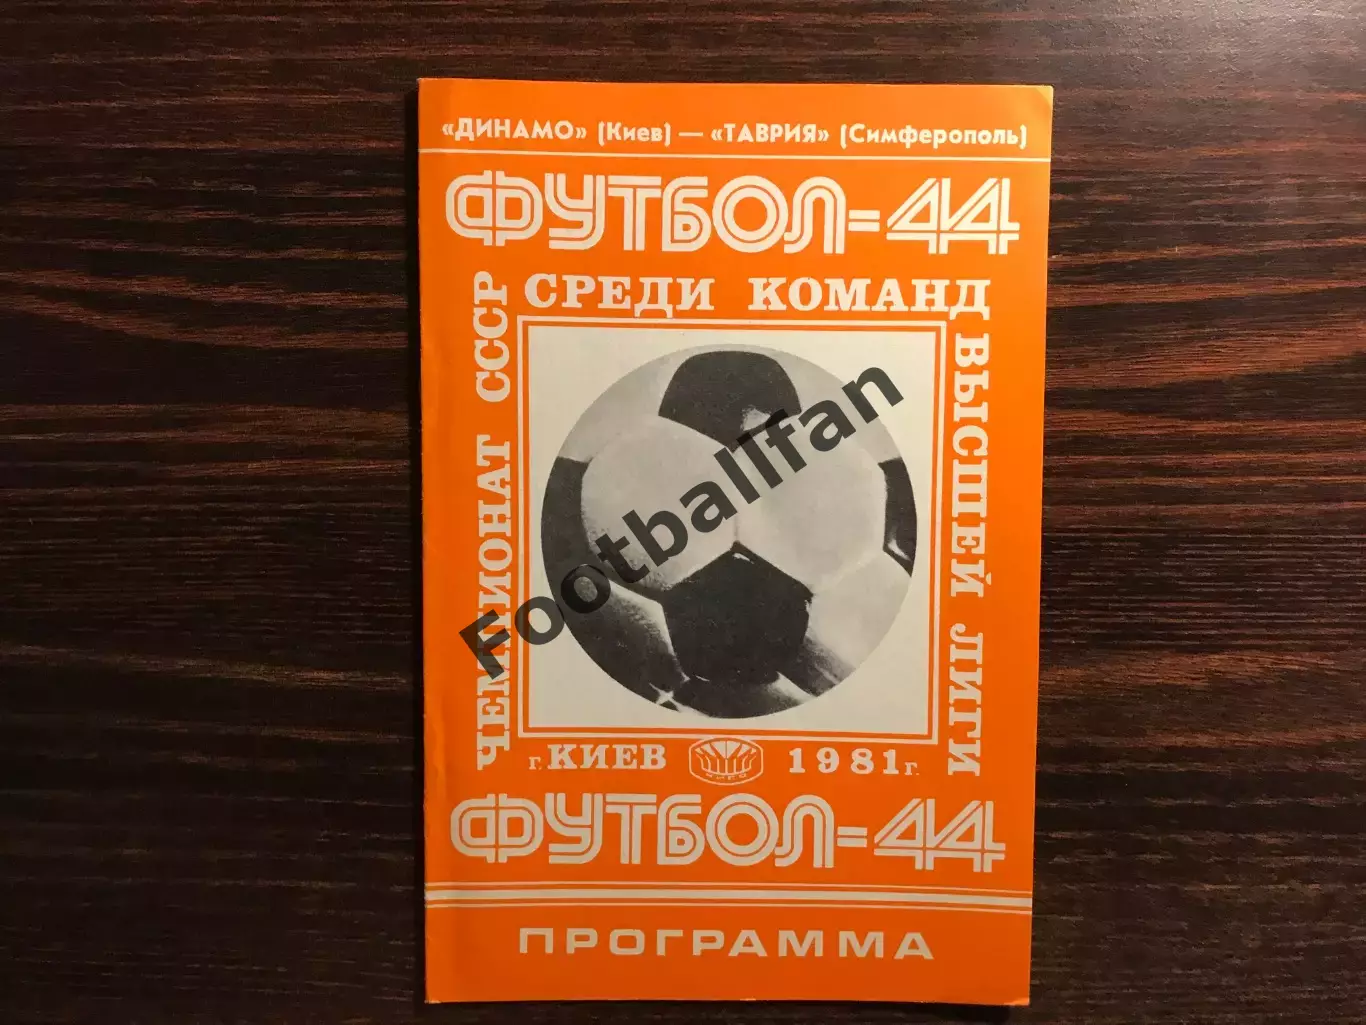 «ДИНАМО» (Киев) — «ТАВРИЯ» (Симферополь)
ФУТБОЛ-44
ЧЕМПИОНАТ СССР
СРЕДИ КОМАНД
ВЫСШЕЙ ЛИГИ
Footballfan
г. КИЕВ 1981 г.
ФУТБОЛ-44
ПРОГРАММА